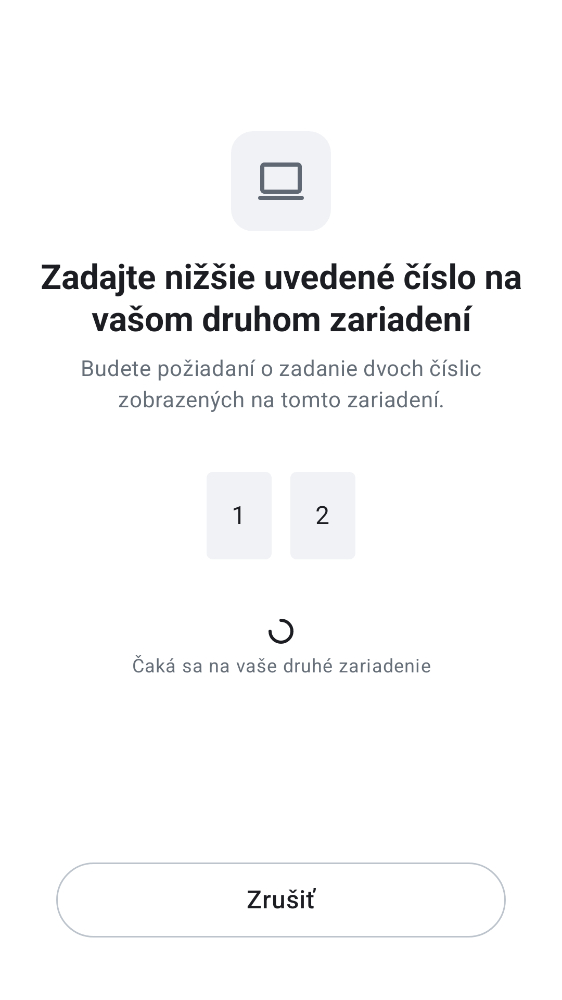 Zadajte nižšie uvedené číslo na
vašom druhom zariadení
Budete požiadaní o zadanie dvoch číslic
zobrazených na tomto zariadení.
1 2
Čaká sa na vaše druhé zariadenie
Zrušiť